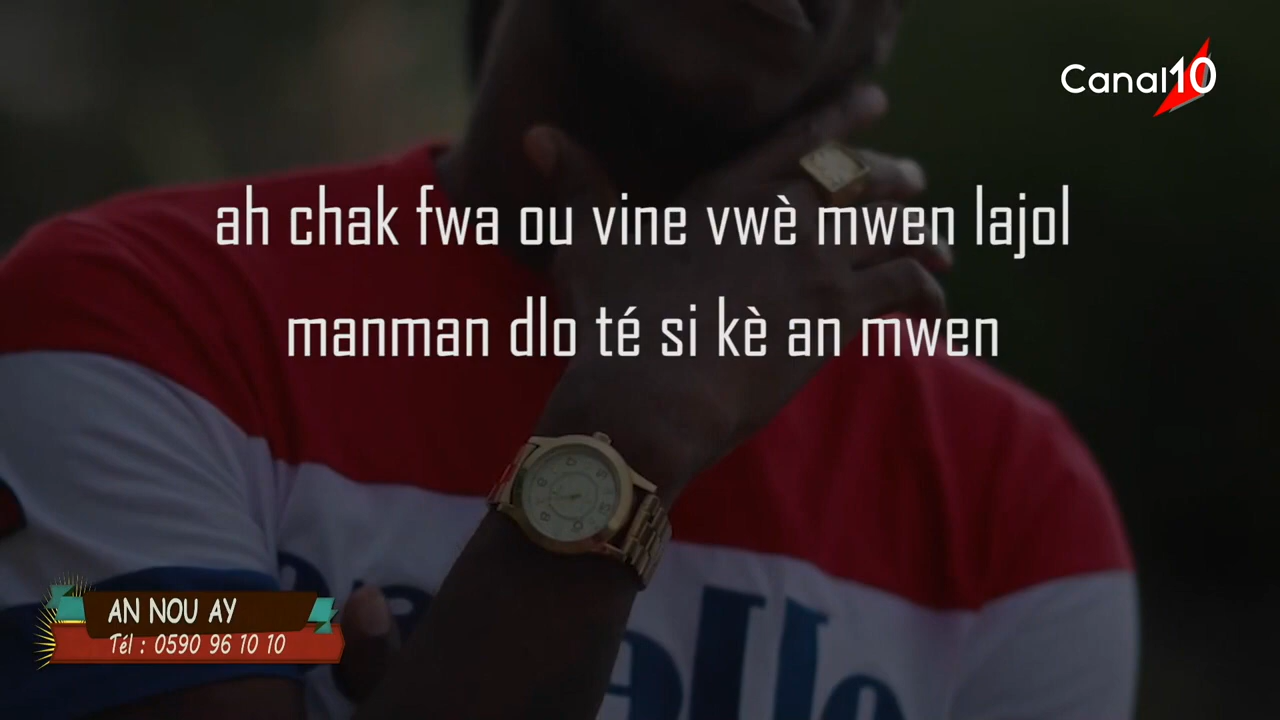 Canal10
ah chak fwa ou vine vwè mwen lajol
manman dlo té si kè an mwen
AN NOU AY
Tél : 0590 96 10 10